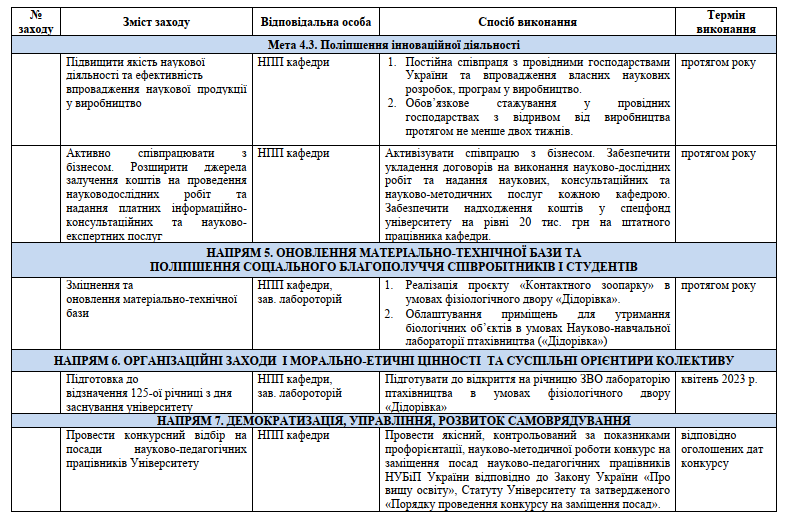 № заходу
Зміст заходу
Відповідальна особа
Спосіб виконання
Термін виконання
Мета 4.3. Поліпшення інноваційної діяльності
Підвищити якість наукової
діяльності та ефективність
впровадження наукової продукції
у виробництво
НПП кафедри
1. Постійна співпраця з провідними господарствами
України та впровадження власних наукових
розробок, програм у виробництво.
2. Обов’язкове стажування у провідних
господарствах з відривом від виробництва
протягом не менше двох тижнів.
протягом року
Активно співпрацювати з
бізнесом. Розширити джерела
залучення коштів на проведення
науководослідних робіт та
надання платних інформаційно-
консультаційних та науково-
експертних послуг
НПП кафедри
Активізувати співпрацю з бізнесом. Забезпечити
укладення договорів на виконання науково-дослідних
робіт та надання наукових, консультаційних та
науково-методичних послуг кожною кафедрою.
Забезпечити надходження коштів у спецфонд
університету на рівні 20 тис. грн на штатного
працівника кафедри.
протягом року
НАПРЯМ 5. ОНОВЛЕННЯ МАТЕРІАЛЬНО-ТЕХНІЧНОЇ БАЗИ ТА
ПОЛІПШЕННЯ СОЦІАЛЬНОГО БЛАГОПОЛУЧЧЯ СПІВРОБІТНИКІВ І СТУДЕНТІВ
Зміцнення та
оновлення матеріально-технічної
бази
НПП кафедри,
зав. лабороторій
1. Реалізація проєкту «Контактного зоопарку» в
умовах фізіологічного двору «Дідорівка».
2. Облаштування приміщень для утримання
біологічних об’єктів в умовах Науково-навчальної
лабораторії птахівництва («Дідорівка»)
протягом року
НАПРЯМ 6. ОРГАНІЗАЦІЙНІ ЗАХОДИ І МОРАЛЬНО-ЕТИЧНІ ЦІННОСТІ ТА СУСПІЛЬНІ ОРІЄНТИРИ КОЛЕКТИВУ
Підготовка до
відзначення 125-ої річниці з дня
заснування університету
НПП кафедри,
зав. лабороторій
Підготувати до відкриття на річницю ЗВО лабораторію
птахівництва в умовах фізіологічного двору
«Дідорівка»
квітень 2023 р.
НАПРЯМ 7. ДЕМОКРАТИЗАЦІЯ, УПРАВЛІННЯ, РОЗВИТОК САМОВРЯДУВАННЯ
Провести конкурсний відбір на
посади науково-педагогічних
працівників Університету
НПП кафедри
Провести якісний, контрольований за показниками
профорієнтації, науково-методичної роботи конкурс на
заміщення посад науково-педагогічних працівників
НУБіП України відповідно до Закону України «Про
вищу освіту», Статуту Університету та затвердженого
«Порядку проведення конкурсу на заміщення посад».
відповідно
оголошених дат
конкурсу